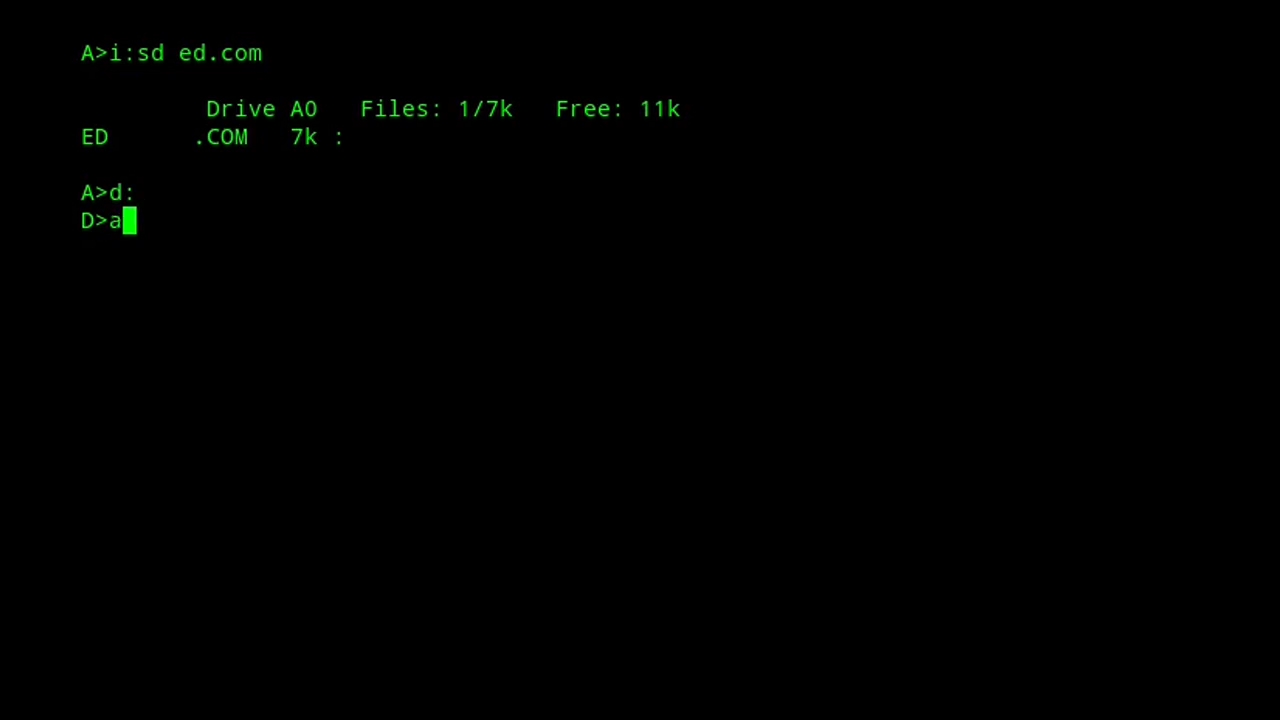 A>i:sd ed.com
Drive A0   Files: 1/7k   Free: 11k
ED      .COM   7k :
A>d:
D>a